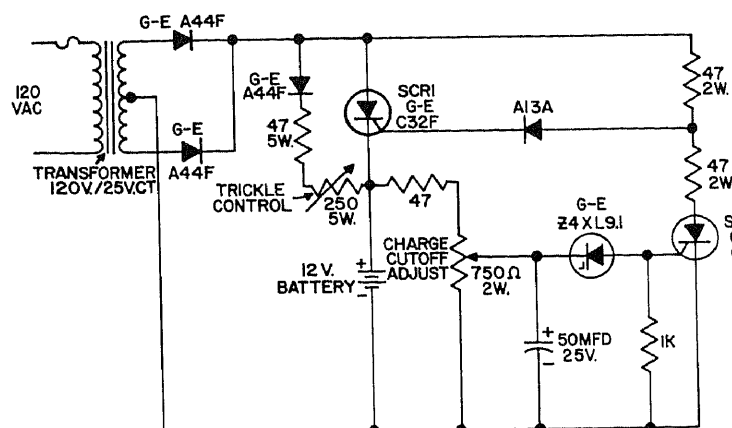 G-E A44F
120
VAC
G-E
A44F
TRANSFORMER
120V./25V.CT
G-E
A44F
47
5W.
TRICKLE
CONTROL
250
5W.
SCR1
G-E
C32F
A13A
47
2W.
47
2W
47
12V.
BATTERY
+
-
CHARGE
CUTOFF
ADJUST
750Ω
2W.
G-E
Z4XL9.1
S
+
-
50MFD
25V.
1K